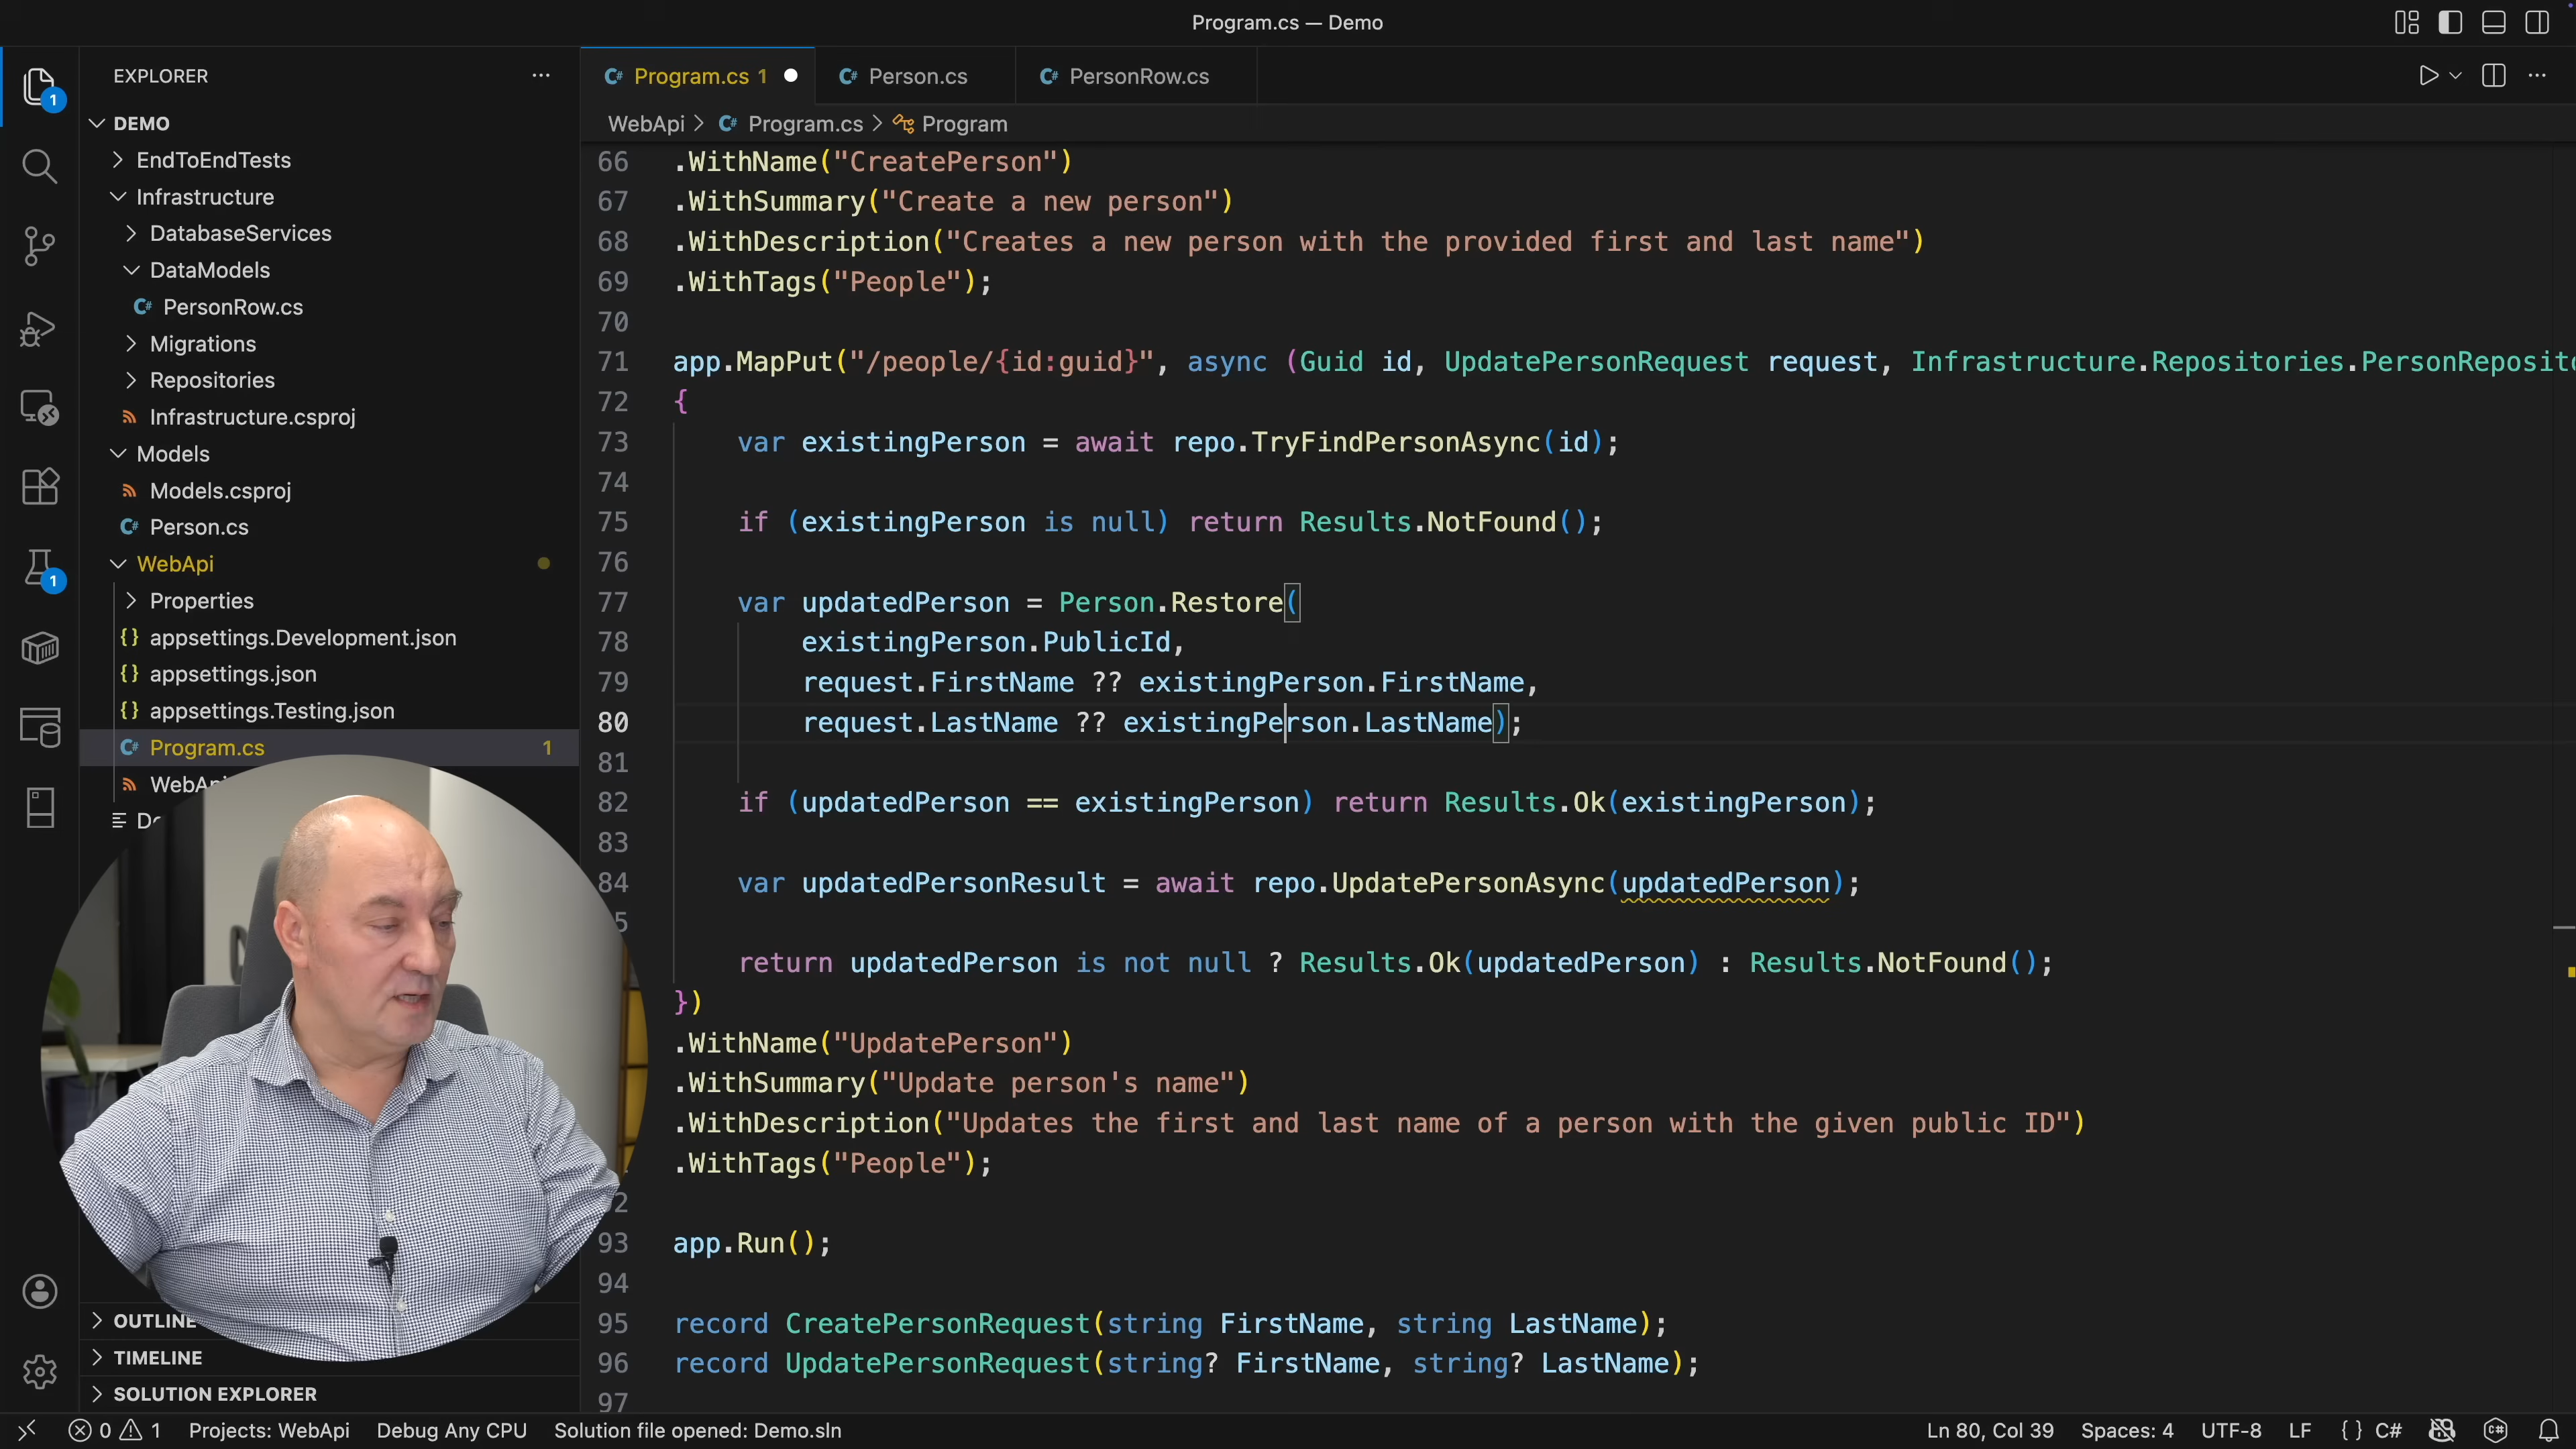 Program.cs — Demo
EXPLORER
1
DEMO
EndToEndTests
Infrastructure
DatabaseServices
DataModels
C# PersonRow.cs
Migrations
Repositories
Infrastructure.csproj
Models
Models.csproj
C# Person.cs
1
WebApi
Properties
{} appsettings.Development.json
{} appsettings.json
{} appsettings.Testing.json
C# Program.cs 1
OUTLINE
TIMELINE
SOLUTION EXPLORER
C# Program.cs 1
C# Person.cs
C# PersonRow.cs
WebApi > C# Program.cs > Program
66 .WithName("CreatePerson")
67 .WithSummary("Create a new person")
68 .WithDescription("Creates a new person with the provided first and last name")
69 .WithTags("People");
70
71 app.MapPut("/people/{id:guid}", async (Guid id, UpdatePersonRequest request, Infrastructure.Repositories.PersonReposit
72 {
73 var existingPerson = await repo.TryFindPersonAsync(id);
74
75 if (existingPerson is null) return Results.NotFound();
76
77 var updatedPerson = Person.Restore(
78 existingPerson.PublicId,
79 request.FirstName ?? existingPerson.FirstName,
80 request.LastName ?? existingPerson.LastName);
81
82 if (updatedPerson == existingPerson) return Results.Ok(existingPerson);
83
84 var updatedPersonResult = await repo.UpdatePersonAsync(updatedPerson);
5
return updatedPerson is not null ? Results.Ok(updatedPerson) : Results.NotFound();
})
.WithName("UpdatePerson")
.WithSummary("Update person's name")
.WithDescription("Updates the first and last name of a person with the given public ID")
.WithTags("People");
2
93 app.Run();
94
95 record CreatePersonRequest(string FirstName, string LastName);
96 record UpdatePersonRequest(string? FirstName, string? LastName);
97
0 1 Projects: WebApi Debug Any CPU Solution file opened: Demo.sln Ln 80, Col 39 Spaces: 4 UTF-8 LF {} C#